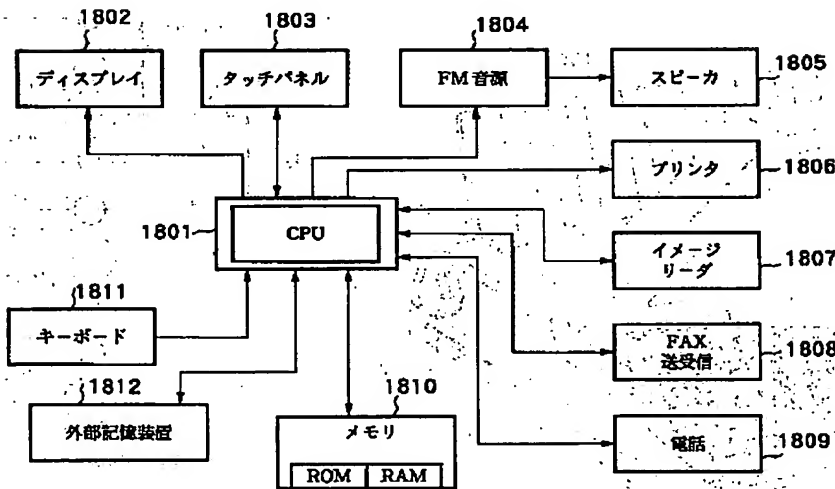 1802
1803
1804
ディスプレイ
タッチパネル
FM音源
スピーカ
1805
プリンタ
1806
1801
CPU
イメージ
リーダ
1807
1811
キーボード
FAX
送受信
1808
1812
外部記憶装置
1810
メモリ
ROM
RAM
電話
1809